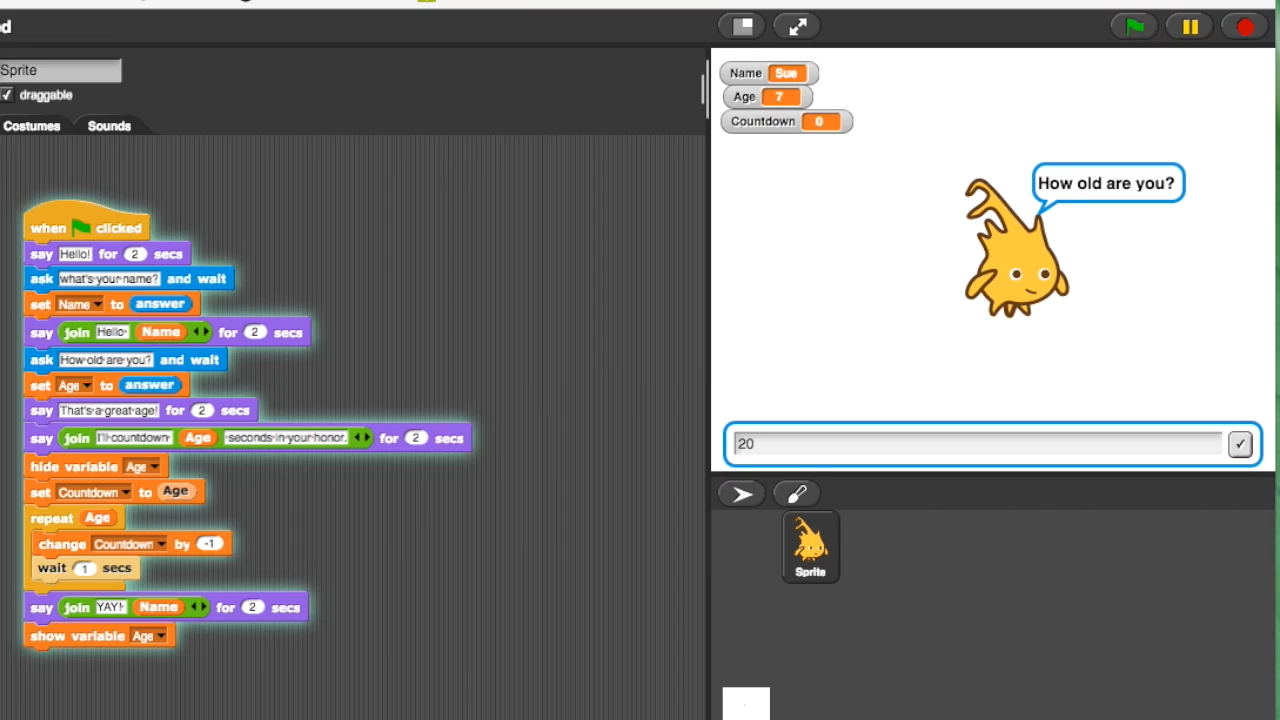 d
Sprite
draggable
Costumes Sounds
when clicked
say Hello! for 2 secs
ask what's your name? and wait
set Name to answer
say join Hello Name for 2 secs
ask How old are you? and wait
set Age to answer
say That's a great age! for 2 secs
say join I'll countdown Age seconds in your honor. for 2 secs
hide variable Age
set Countdown to Age
repeat Age
change Countdown by -1
wait 1 secs
say join YAY! Name for 2 secs
show variable Age
Name Sue
Age 7
Countdown 0
How old are you?
20
Sprite